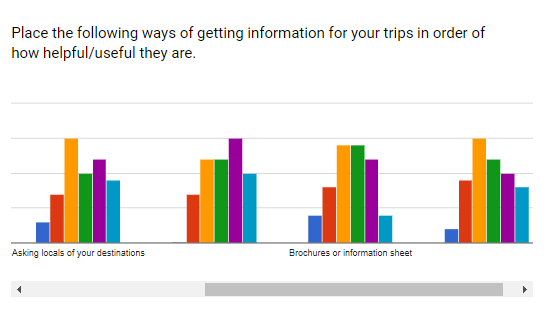 Place the following ways of getting information for your trips in order of
how helpful/useful they are.
Asking locals of your destinations
Brochures or information sheet